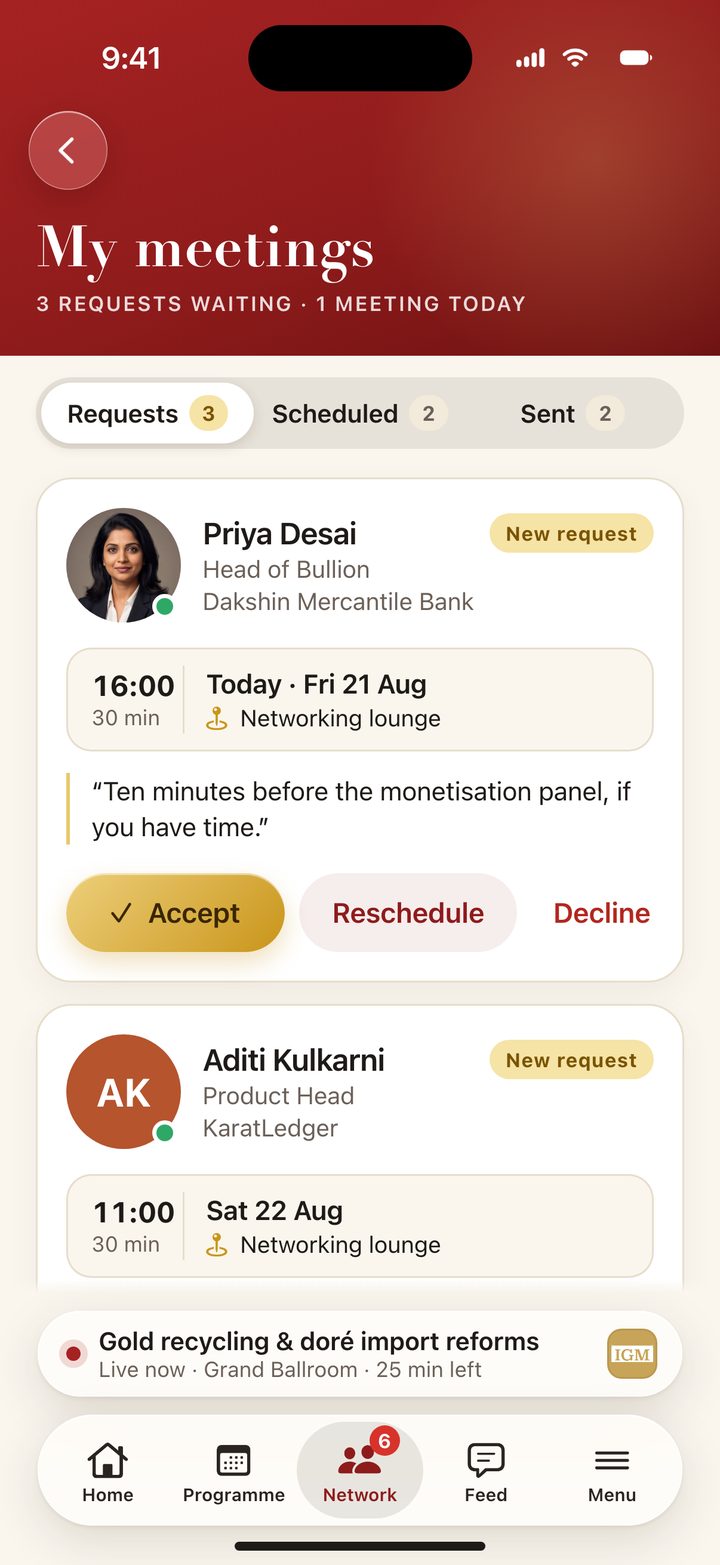 9:41
My meetings
3 REQUESTS WAITING · 1 MEETING TODAY
Requests 3 Scheduled 2 Sent 2
Priya Desai New request
Head of Bullion
Dakshin Mercantile Bank
16:00 Today · Fri 21 Aug
30 min Networking lounge
“Ten minutes before the monetisation panel, if
you have time.”
Accept Reschedule Decline
AK Aditi Kulkarni New request
Product Head
KaratLedger
11:00 Sat 22 Aug
30 min Networking lounge
Gold recycling & doré import reforms
Live now · Grand Ballroom · 25 min left
IGM
6
Home Programme Network Feed Menu